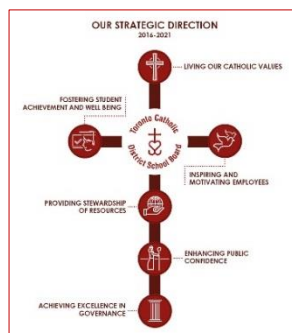 OUR STRATEGIC DIRECTION
2016-2021
LIVING OUR CATHOLIC VALUES
FOSTERING STUDENT
ACHIEVEMENT AND WELL BEING
Toronto Catholic
District School Board
INSPIRING AND
MOTIVATING EMPLOYEES
PROVIDING STEWARDSHIP
OF RESOURCES
ENHANCING PUBLIC
CONFIDENCE
ACHIEVING EXCELLENCE IN
GOVERNANCE